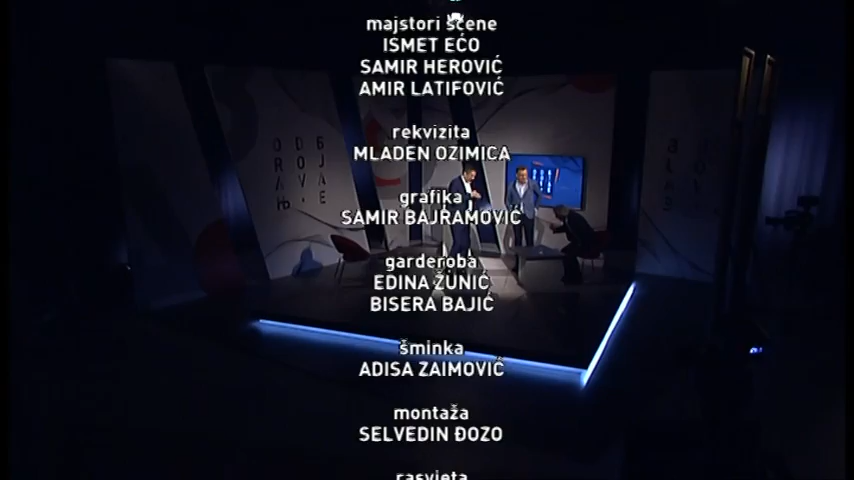 majstori scene
ISMET EĆO
SAMIR HEROVIĆ
AMIR LATIFOVIĆ
rekvizita
MLADEN OZIMICA
grafika
SAMIR BAJRAMOVIĆ
garderoba
EDINA ŽUNIĆ
BISERA BAJIĆ
šminka
ADISA ZAIMOVIĆ
montaža
SELVEDIN ĐOZO
rasvjeta